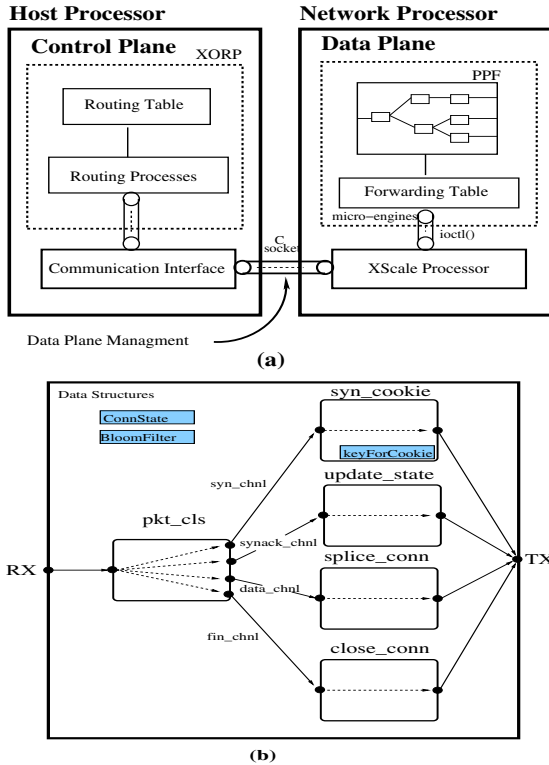 Host Processor
Network Processor
Control Plane
XORP
Routing Table
Routing Processes
Communication Interface
Data Plane
PPF
Forwarding Table
micro-engines
ioctl()
XScale Processor
C
socket
Data Plane Managment
(a)
Data Structures
ConnState
BloomFilter
syn_cookie
keyForCookie
syn_chnl
update_state
pkt_cls
synack_chnl
splice_conn
RX
TX
data_chnl
fin_chnl
close_conn
(b)